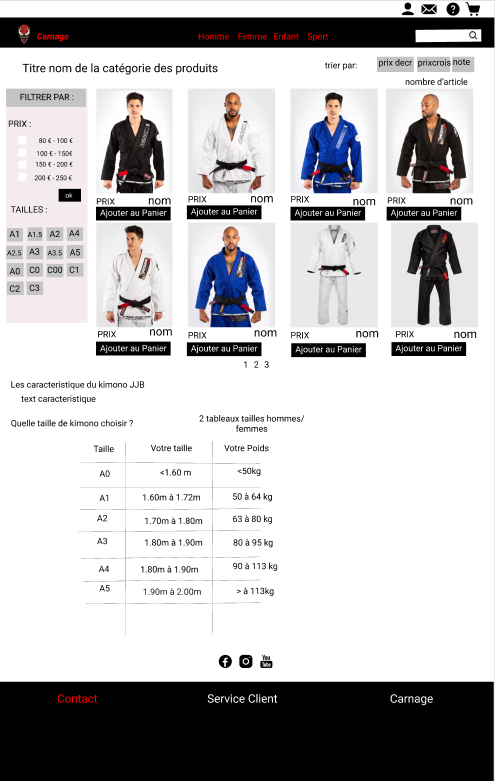 Carnage
Homme Femme Enfant Sport
Titre nom de la catégorie des produits
trier par:
prix decr prixcrois note
nombre d'article
FILTRER PAR :
PRIX :
80 € - 100 €
100 € - 150€
150 € - 200 €
200 € - 250 €
ok
TAILLES :
A1 A1.5 A2 A4
A2.5 A3 A3.5 A5
A0 C0 C00 C1
C2 C3
PRIX nom PRIX nom PRIX nom PRIX nom
Ajouter au Panier Ajouter au Panier Ajouter au Panier Ajouter au Panier
PRIX nom PRIX nom PRIX nom PRIX nom
Ajouter au Panier Ajouter au Panier Ajouter au Panier Ajouter au Panier
1 2 3
Les caracteristique du kimono JJB
text caracteristique
Quelle taille de kimono choisir ?
2 tableaux tailles hommes/
femmes
Taille Votre taille Votre Poids
A0 <1.60 m <50kg
A1 1.60m à 1.72m 50 à 64 kg
A2 1.70m à 1.80m 63 à 80 kg
A3 1.80m à 1.90m 80 à 95 kg
A4 1.80m à 1.90m 90 à 113 kg
A5 1.90m à 2.00m > à 113kg
You
Tube
Contact Service Client Carnage